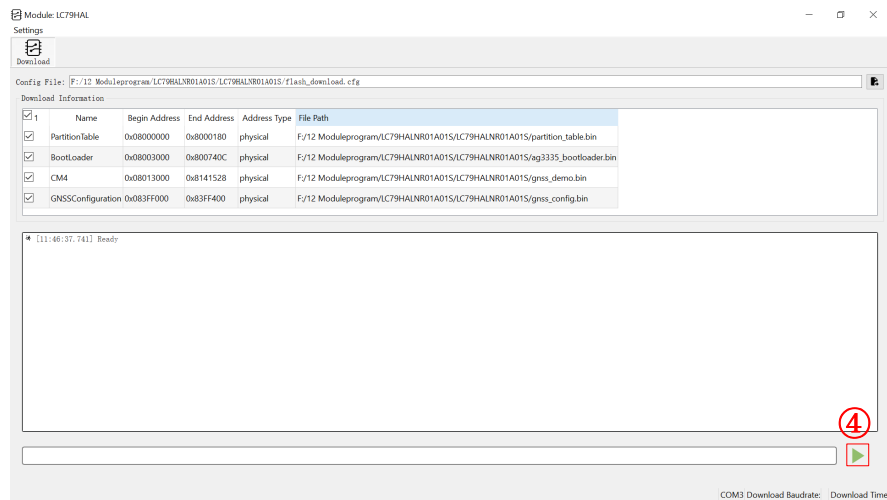 Module: LC79HAL
Settings
Download
Config File: F:/12 Moduleprogram/LC79HALNR01A01S/LC79HALNR01A01S/flash_download.cfg
Download Information
1 Name Begin Address End Address Address Type File Path
PartitionTable 0x08000000 0x8000180 physical F:/12 Moduleprogram/LC79HALNR01A01S/LC79HALNR01A01S/partition_table.bin
BootLoader 0x08003000 0x800740C physical F:/12 Moduleprogram/LC79HALNR01A01S/LC79HALNR01A01S/ag3335_bootloader.bin
CM4 0x08013000 0x8141528 physical F:/12 Moduleprogram/LC79HALNR01A01S/LC79HALNR01A01S/gnss_demo.bin
GNSSConfiguration 0x083FF000 0x83FF400 physical F:/12 Moduleprogram/LC79HALNR01A01S/LC79HALNR01A01S/gnss_config.bin
* [11:46:37.741] Ready
④
COM3 Download Baudrate: Download Time